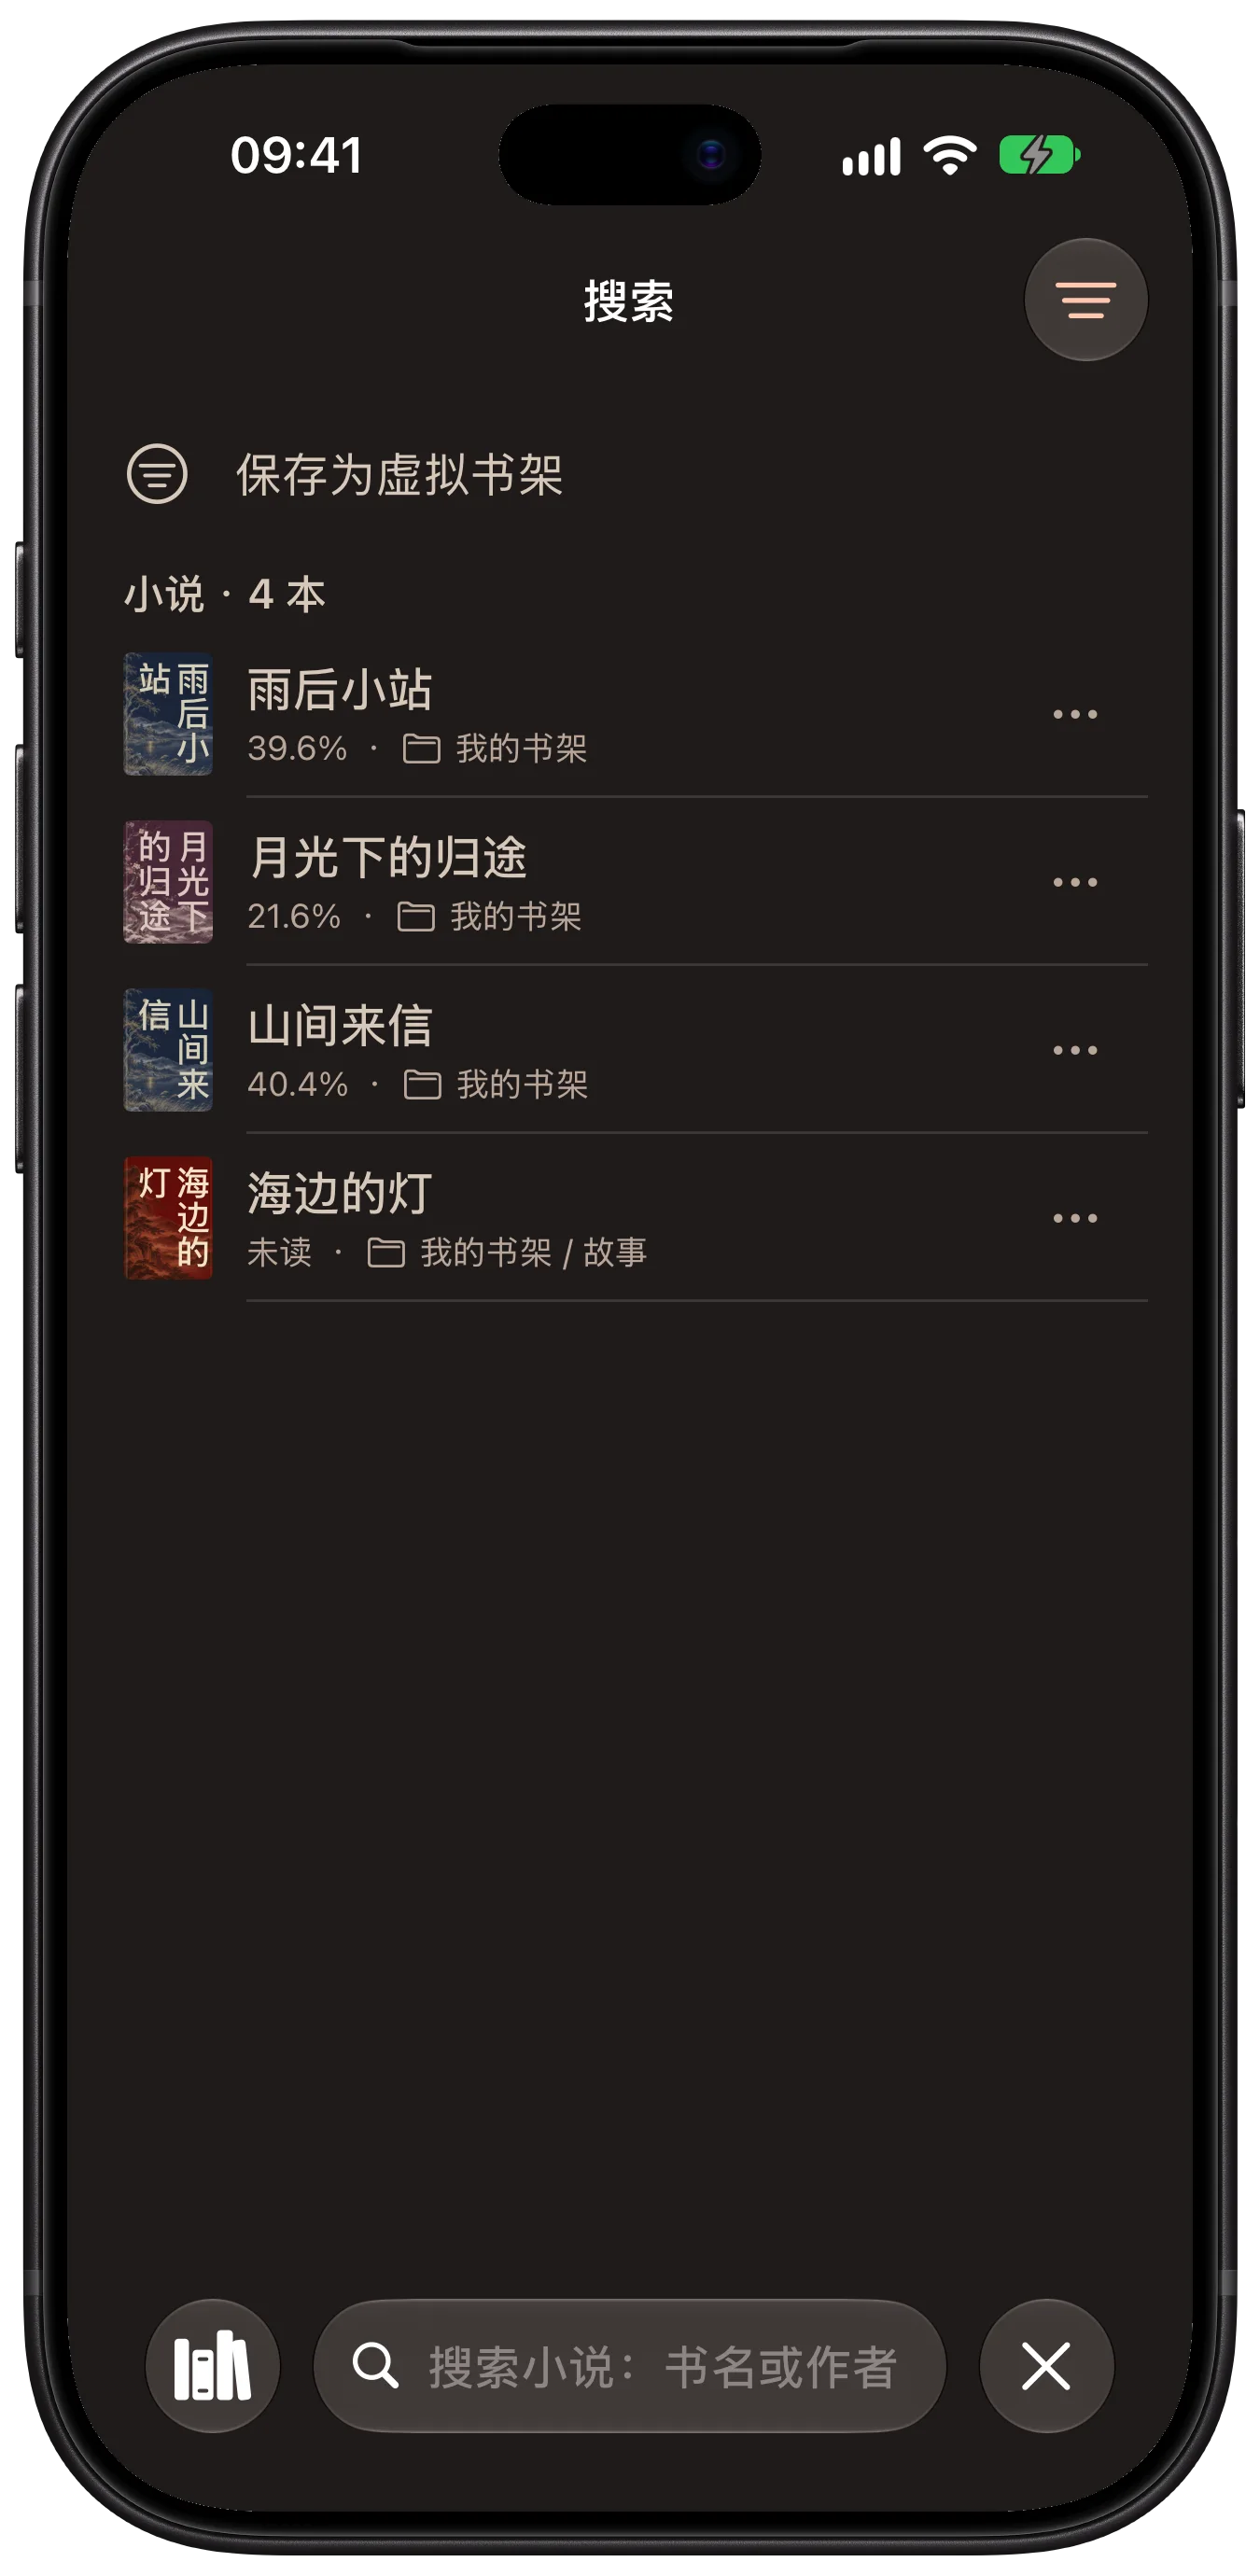 09:41
搜索
保存为虚拟书架
小说 · 4 本
雨后小站
雨后小站
39.6% · 我的书架
月光下的归途
月光下的归途
21.6% · 我的书架
山间来信
山间来信
40.4% · 我的书架
海边的灯
海边的灯
未读 · 我的书架 / 故事
搜索小说：书名或作者